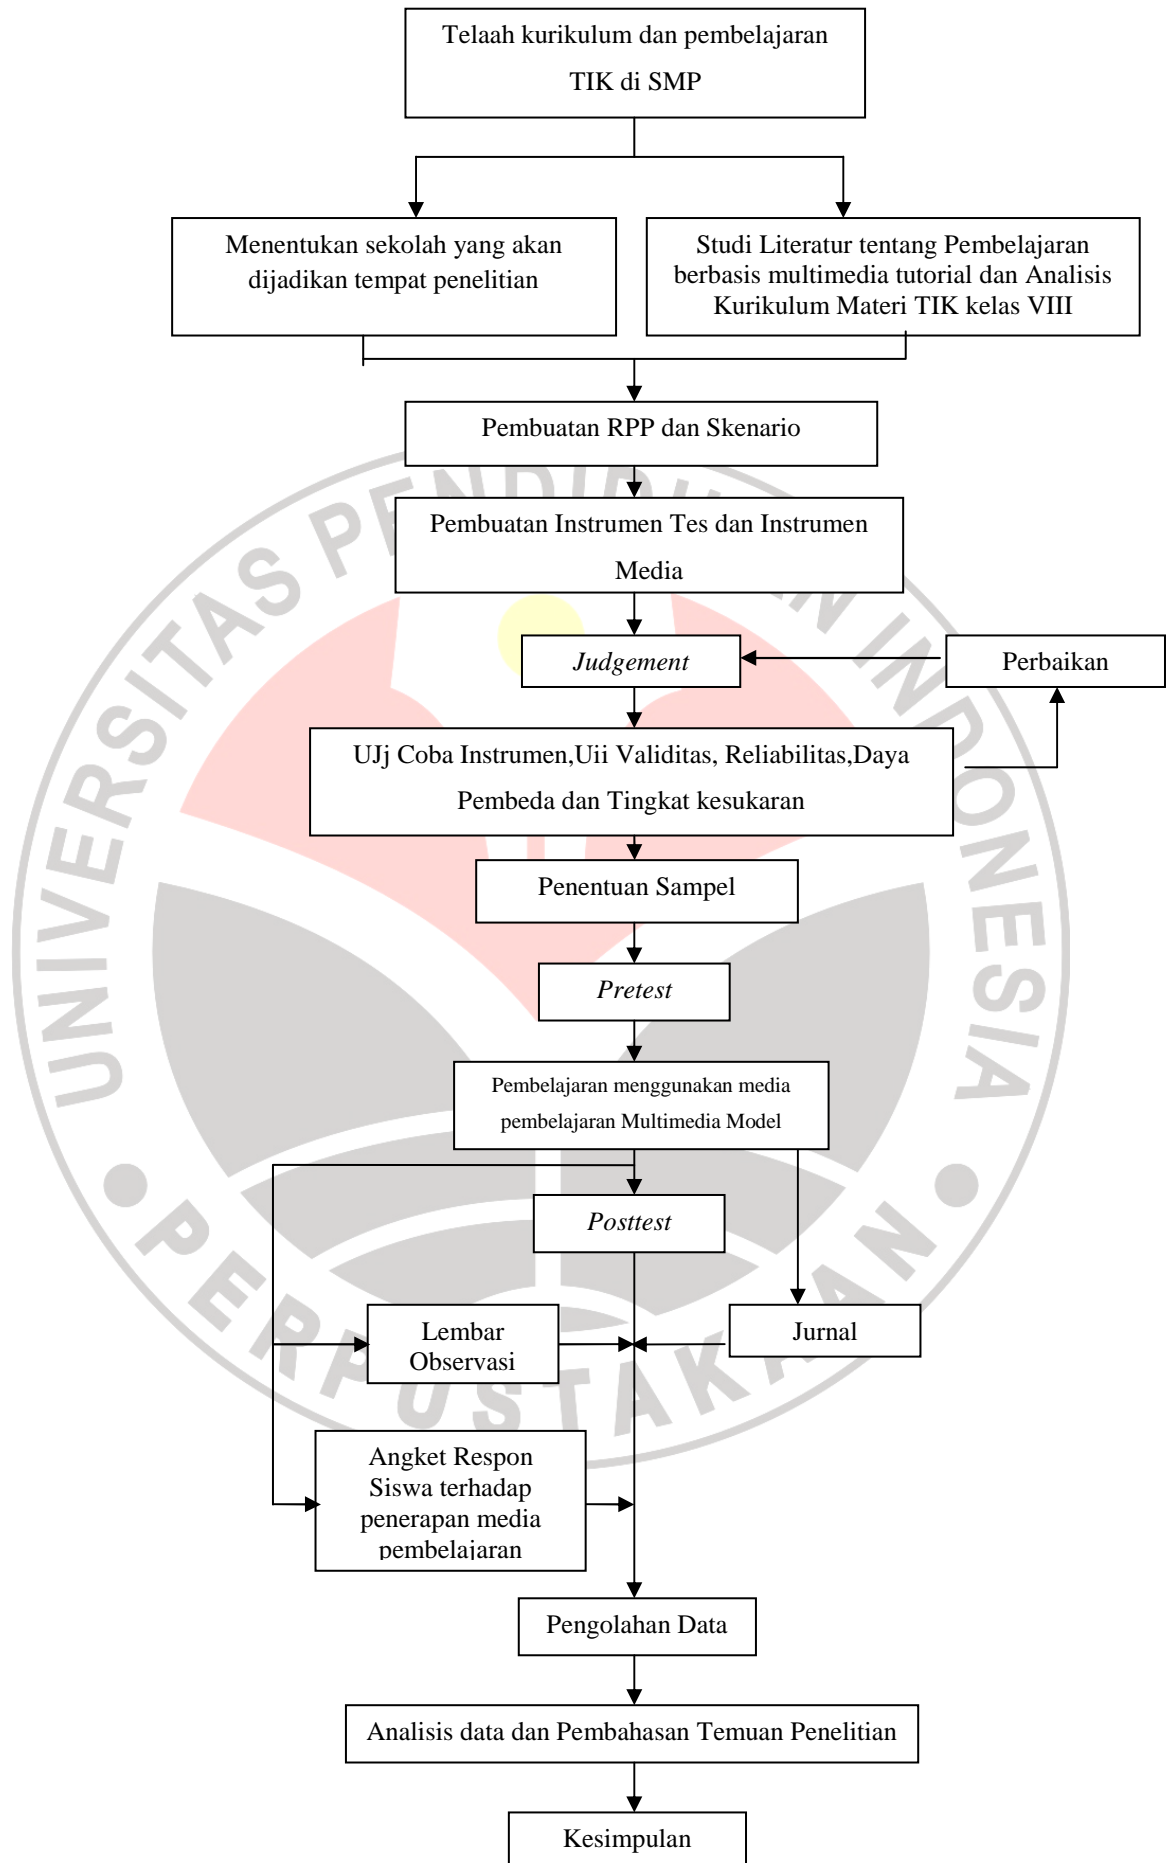 Telaah kurikulum dan pembelajaran
TIK di SMP
Menentukan sekolah yang akan
dijadikan tempat penelitian
Studi Literatur tentang Pembelajaran
berbasis multimedia tutorial dan Analisis
Kurikulum Materi TIK kelas VIII
Pembuatan RPP dan Skenario
Pembuatan Instrumen Tes dan Instrumen
Media
Judgement
Perbaikan
UJj Coba Instrumen,Uii Validitas, Reliabilitas,Daya
Pembeda dan Tingkat kesukaran
Penentuan Sampel
Pretest
Pembelajaran menggunakan media
pembelajaran Multimedia Model
Posttest
Lembar
Observasi
Jurnal
Angket Respon
Siswa terhadap
penerapan media
pembelajaran
Pengolahan Data
Analisis data dan Pembahasan Temuan Penelitian
Kesimpulan
UNIVERSITAS PENDIDIKAN INDONESIA
PERPUSTAKAAN